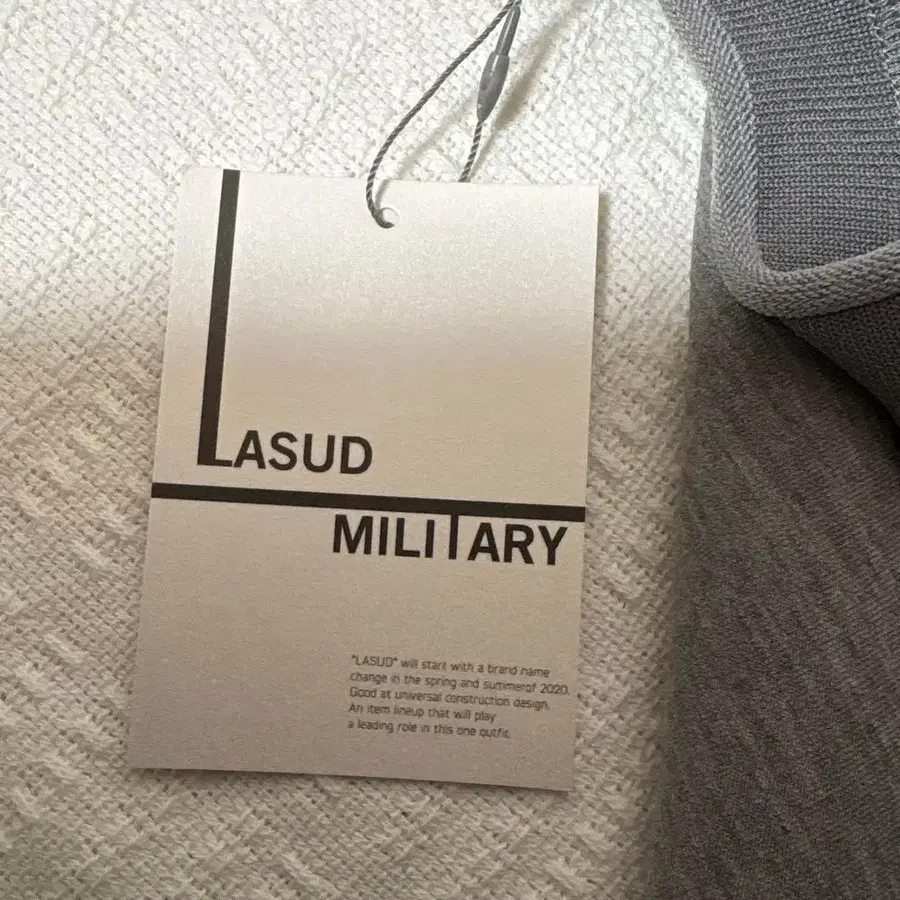 LASUD
MILITARY
"LASUD" will start with a brand name
change in the spring and summerof 2020.
Good at universal construction design.
An item lineup that will play
a leading role in this one outfit.